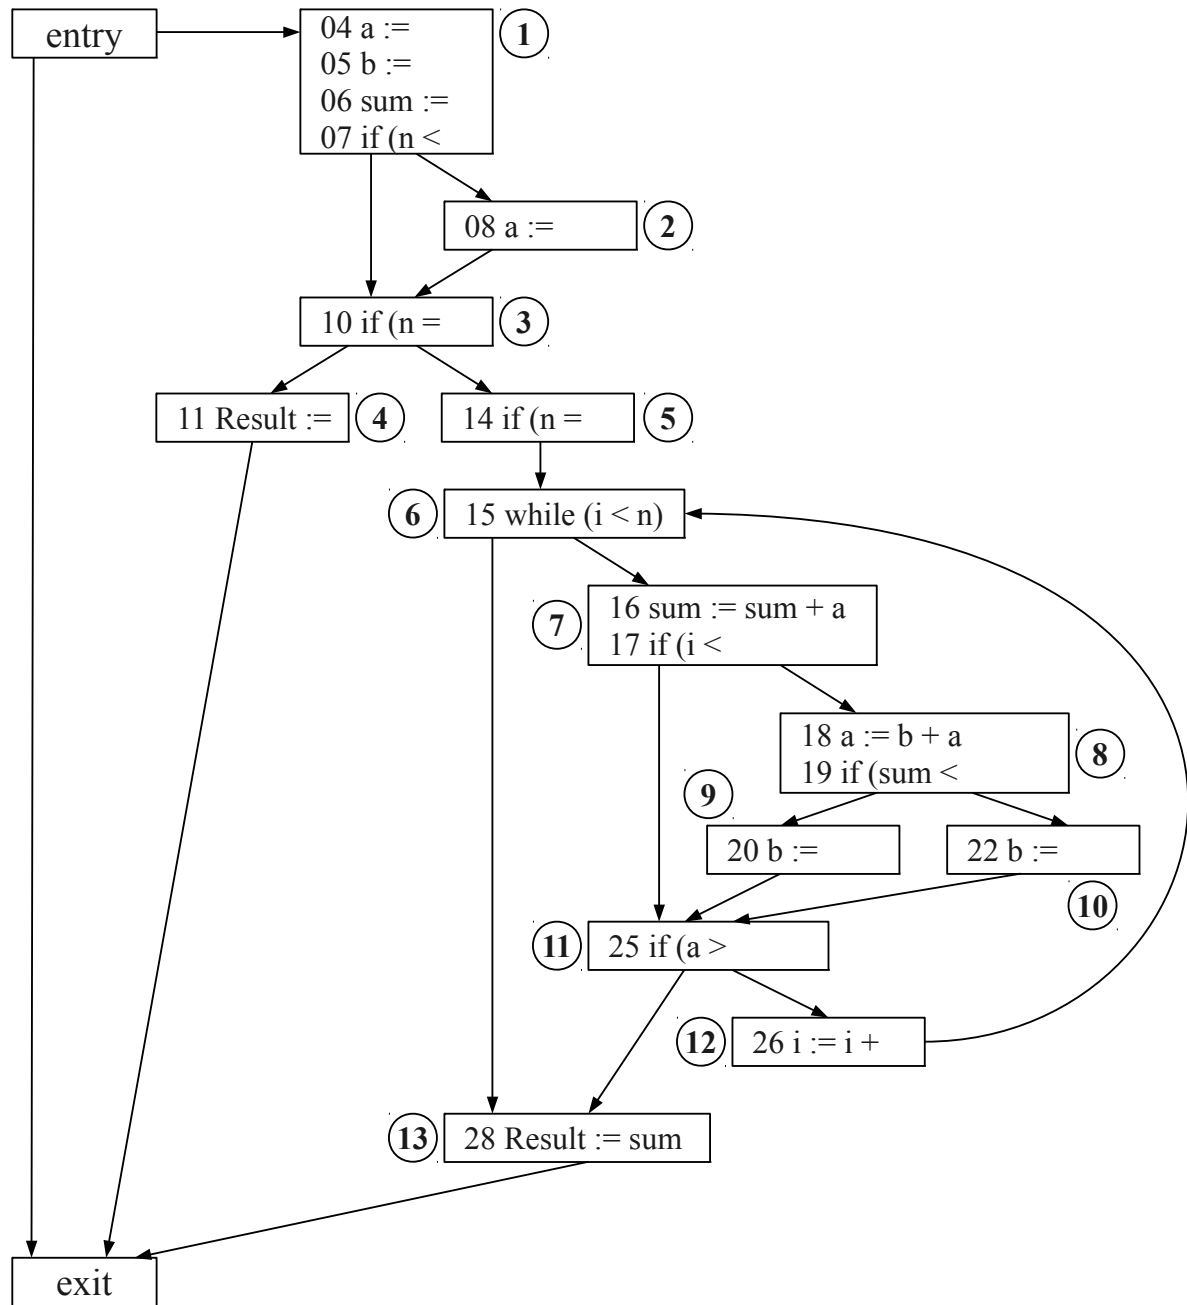 entry
04 a :=
05 b :=
06 sum :=
07 if (n <
1
08 a :=
2
10 if (n =
3
11 Result :=
4
14 if (n =
5
6
15 while (i < n)
7
16 sum := sum + a
17 if (i <
18 a := b + a
19 if (sum <
8
9
20 b :=
22 b :=
10
11
25 if (a >
12
26 i := i +
13
28 Result := sum
exit